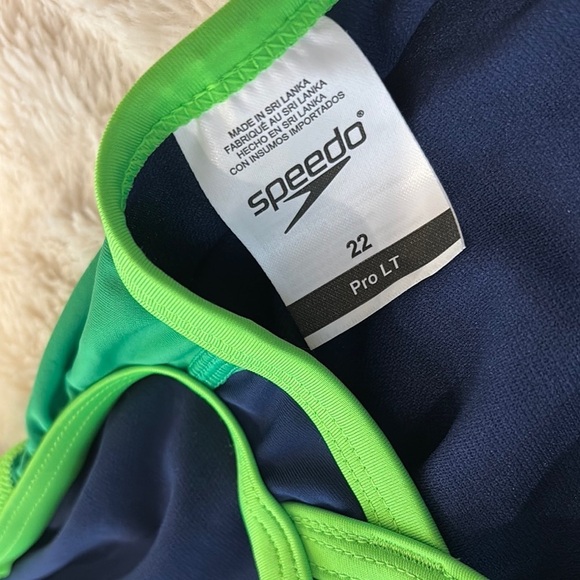 MADE IN SRI LANKA
FABRIQUÉ AU SRI LANKA
HECHO EN SRI LANKA
CON INSUMOS IMPORTADOS
speedo®
22
Pro LT